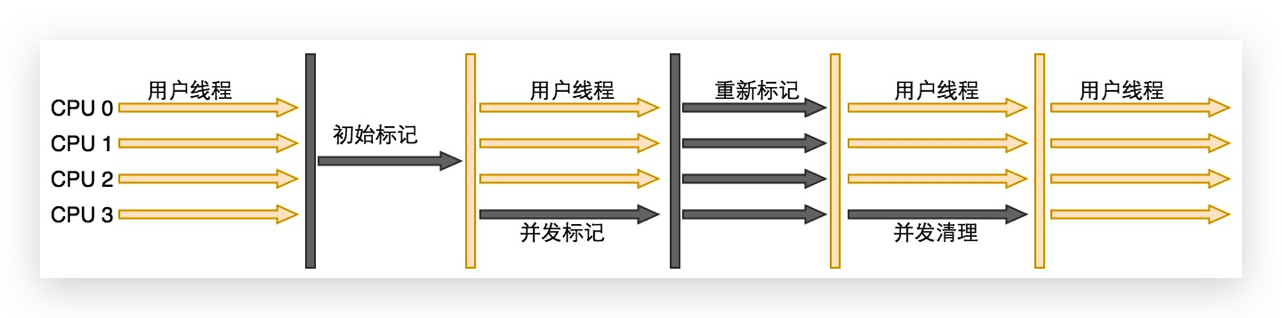 用户线程
用户线程
重新标记
用户线程
用户线程
CPU 0
初始标记
CPU 1
CPU 2
CPU 3
并发标记
并发清理